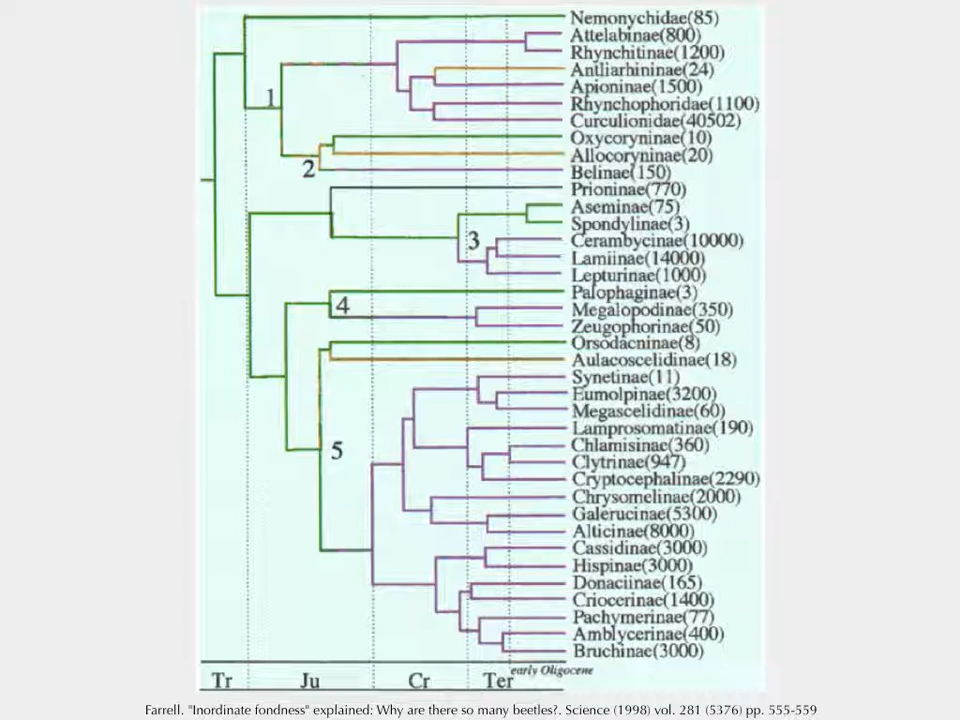 Nemonychidae(85)
Attelabinae(800)
Rhynchitinae(1200)
Antliarhininae(24)
Apioninae(1500)
Rhynchophoridae(1100)
Curculionidae(40502)
Oxycoryninae(10)
Allocoryninae(20)
Belinae(150)
Prioninae(770)
Aseminae(75)
Spondylinae(3)
Cerambycinae(10000)
Lamiinae(14000)
Lepturinae(1000)
Palophaginae(3)
Megalopodinae(350)
Zeugophorinae(50)
Orsodacninae(8)
Aulacoscelidinae(18)
Synetinae(11)
Eumolpinae(3200)
Megascelidinae(60)
Lamprosomatinae(190)
Chlamisinae(360)
Clytrinae(947)
Cryptocephalinae(2290)
Chrysomelinae(2000)
Galerucinae(5300)
Alticinae(8000)
Cassidinae(3000)
Hispinae(3000)
Donaciinae(165)
Criocerinae(1400)
Pachymerinae(77)
Amblycerinae(400)
Bruchinae(3000)
1
2
3
4
5
early Oligocene
Tr Ju Cr Ter
Farrell. "Inordinate fondness" explained: Why are there so many beetles?. Science (1998) vol. 281 (5376) pp. 555-559